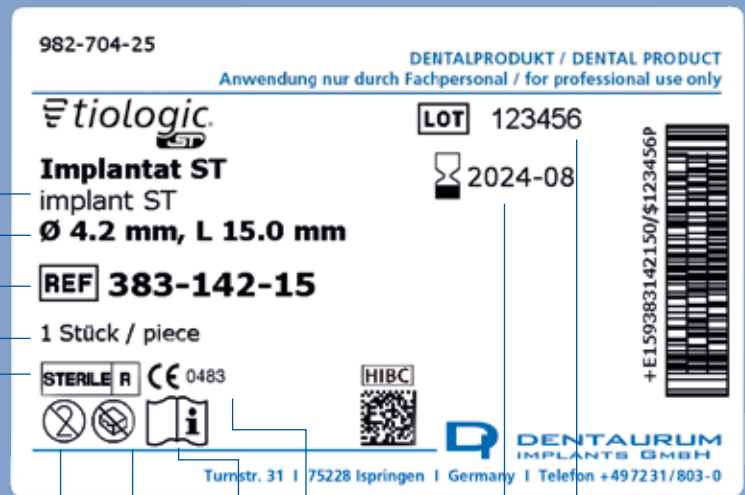 982-704-25
DENTALPRODUKT / DENTAL PRODUCT
Anwendung nur durch Fachpersonal / for professional use only
tiologic
ST
LOT 123456
Implantat ST
implant ST
2024-08
Ø 4.2 mm, L 15.0 mm
REF 383-142-15
1 Stück / piece
STERILE R CE 0483
2
i
HIBC
+E159383142150/$123456P
D DENTAURUM
IMPLANTS GMBH
Turnstr. 31 I 75228 Ispringen I Germany I Telefon +497231/803-0